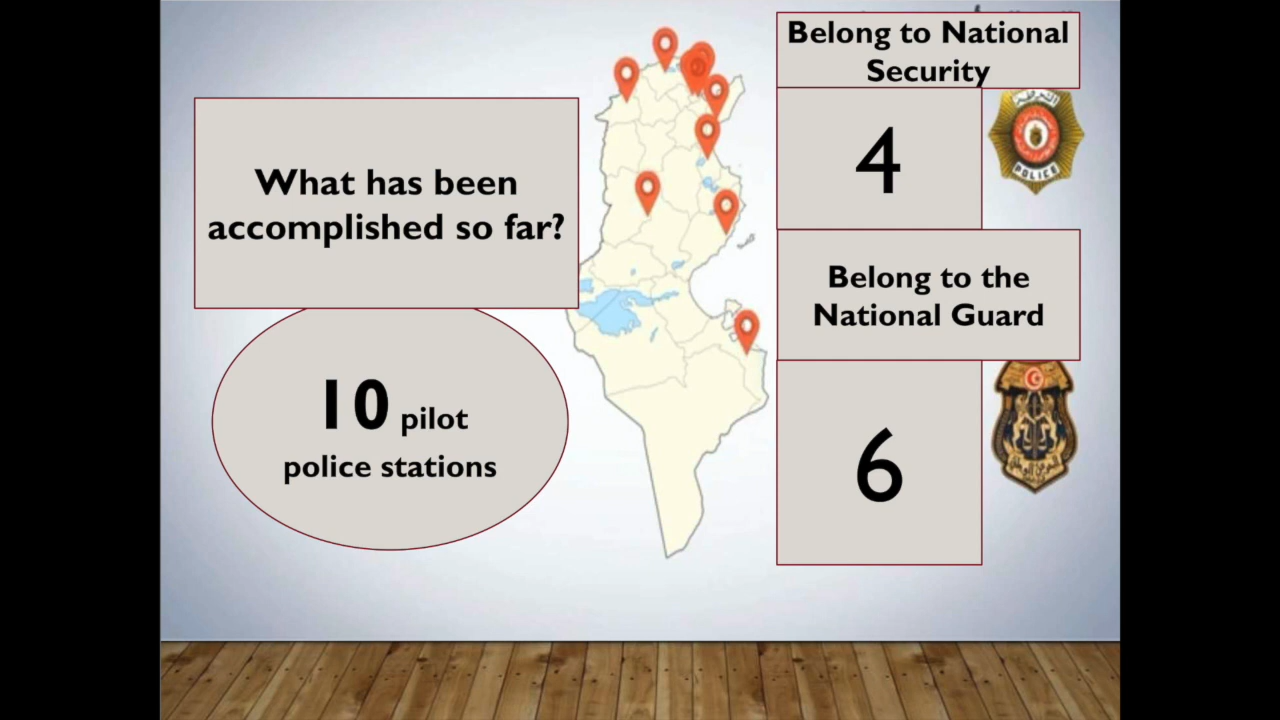 What has been
accomplished so far?
10 pilot
police stations
Belong to National
Security
4
POLICE
Belong to the
National Guard
6